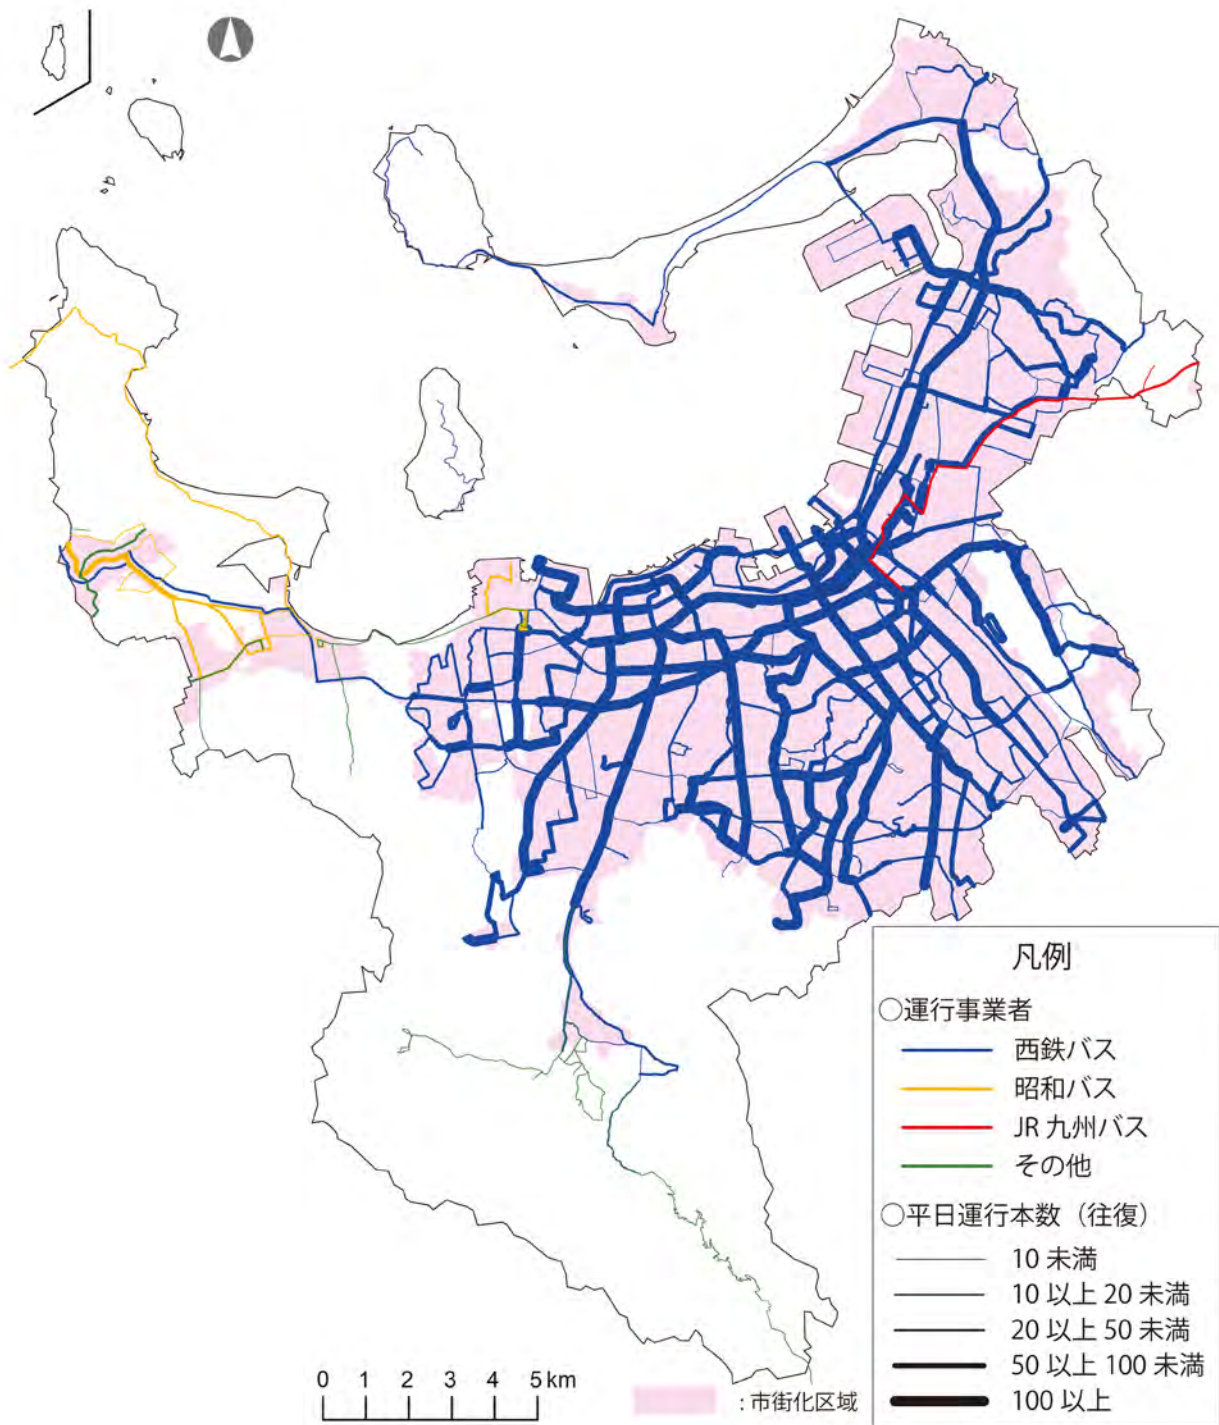 凡例
○運行事業者
西鉄バス
昭和バス
JR 九州バス
その他
○平日運行本数（往復）
10 未満
10 以上 20 未満
20 以上 50 未満
50 以上 100 未満
100 以上
0 1 2 3 4 5 km
：市街化区域